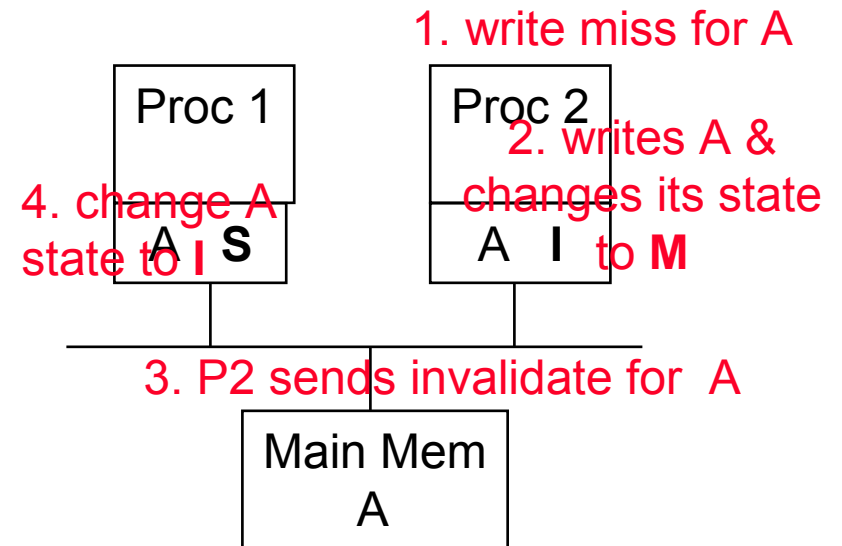 1. write miss for A
Proc 1
Proc 2
2. writes A &
changes its state
to M
4. change A
state to I
A S
A I
3. P2 sends invalidate for A
Main Mem
A